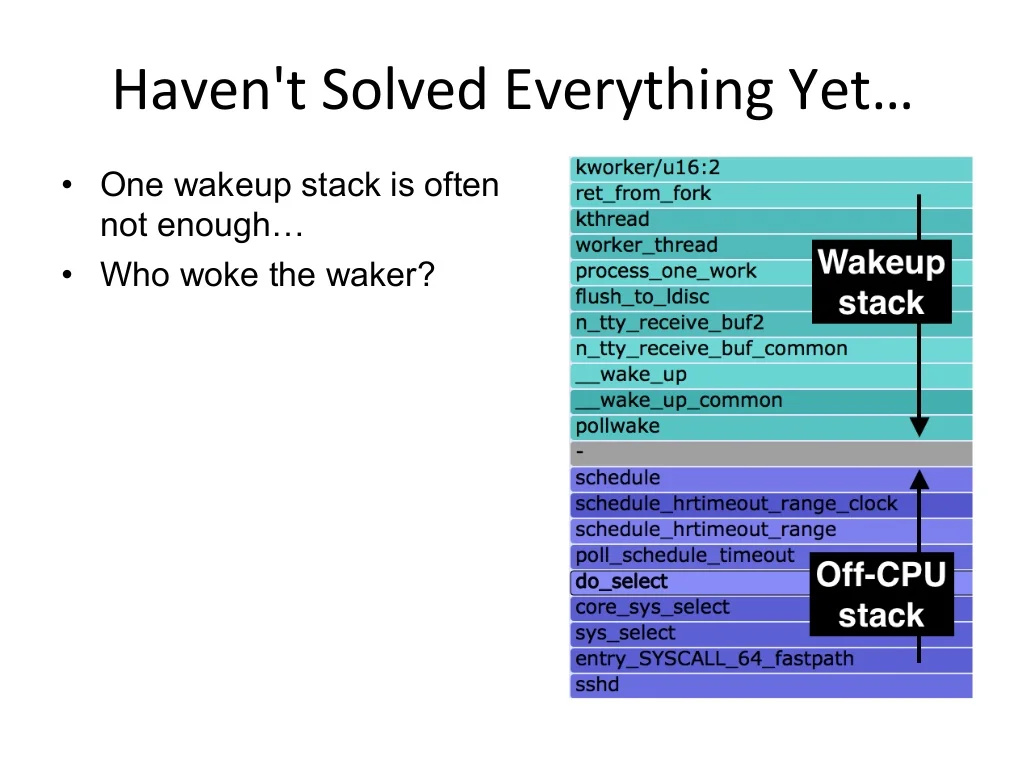 Haven't Solved Everything Yet…
• One wakeup stack is often
not enough…
• Who woke the waker?
kworker/u16:2
ret_from_fork
kthread
worker_thread
process_one_work
flush_to_ldisc
n_tty_receive_buf2
n_tty_receive_buf_common
__wake_up
__wake_up_common
pollwake
-
schedule
schedule_hrtimeout_range_clock
schedule_hrtimeout_range
poll_schedule_timeout
do_select
core_sys_select
sys_select
entry_SYSCALL_64_fastpath
sshd
Wakeup
stack
Off-CPU
stack